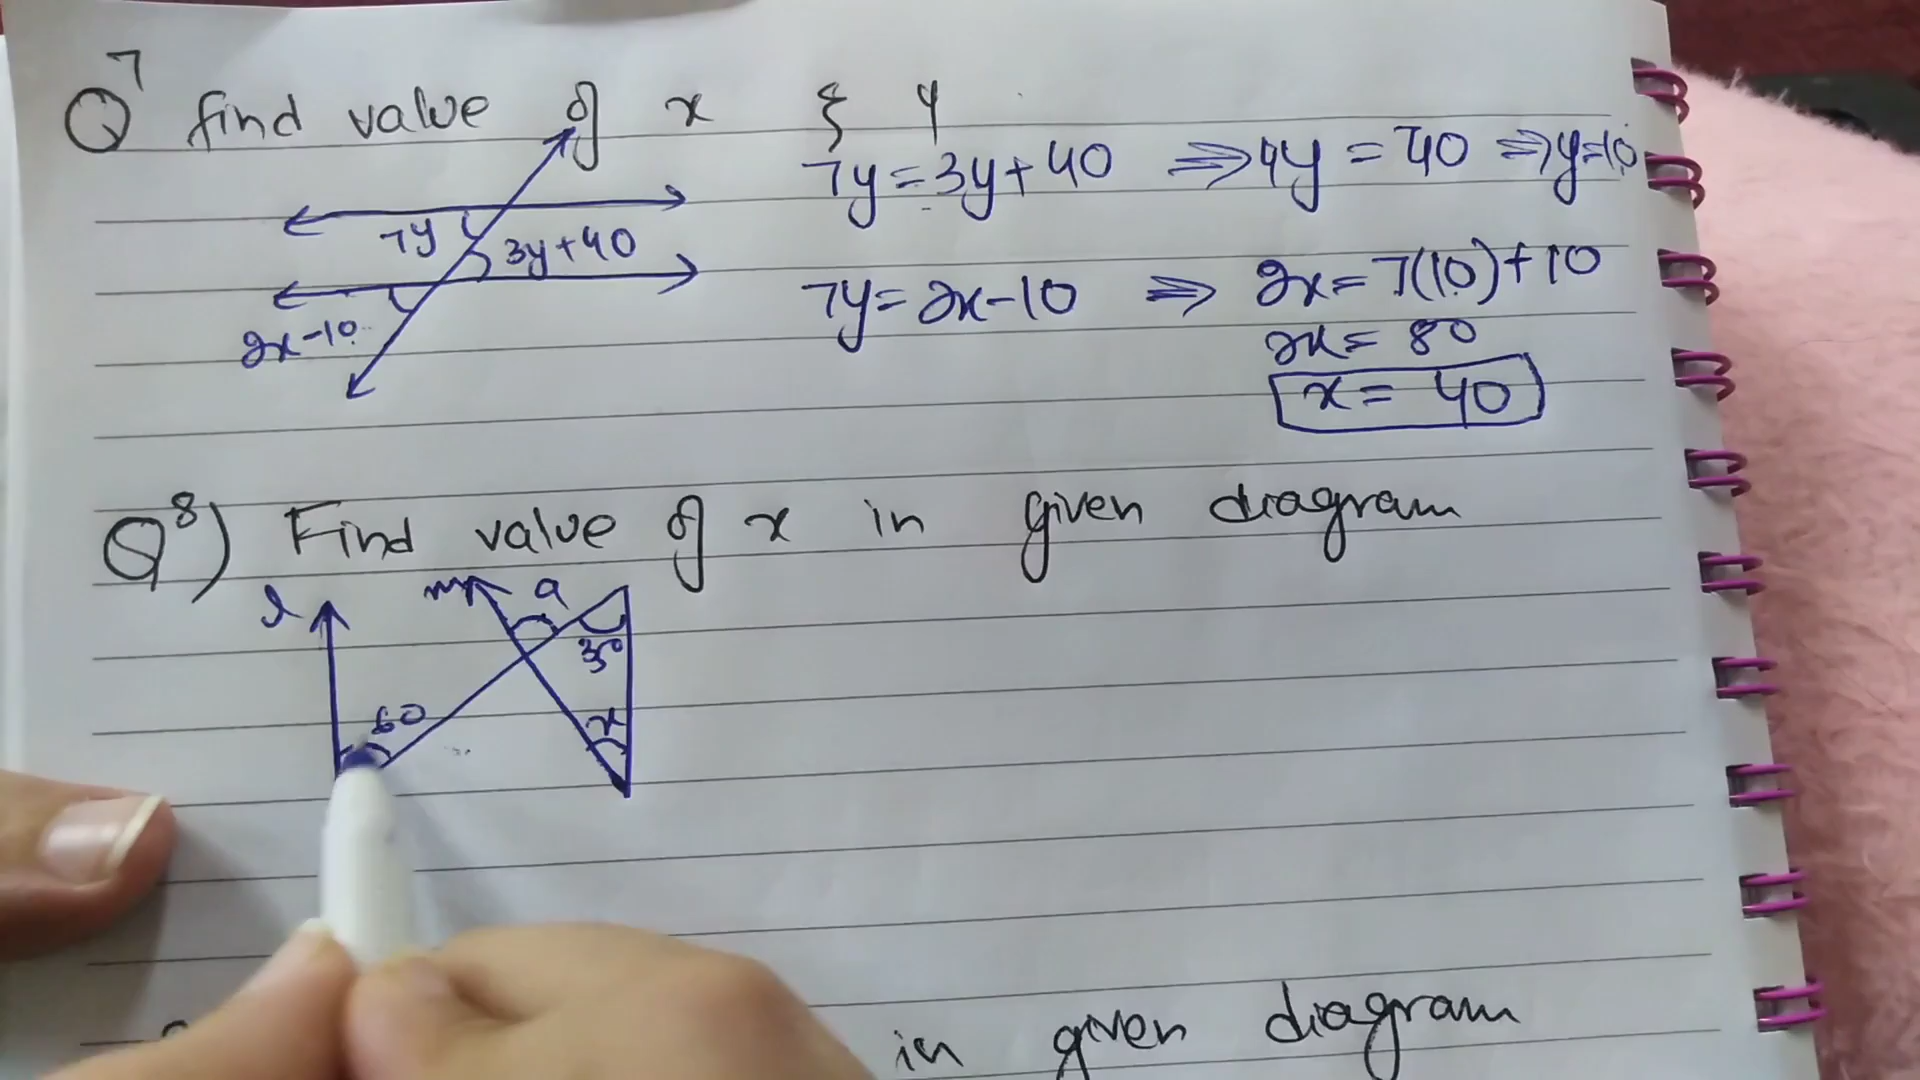 Q7 find value of x & y
7y = 3y + 40 ⇒ 4y = 40 ⇒ y = 10
7y
3y + 40
7y = 2x - 10 ⇒ 2x = 7(10) + 10
2x - 10
2x = 80
x = 40
Q8) Find value of x in given diagram
l
m
a
60
x
in given diagram